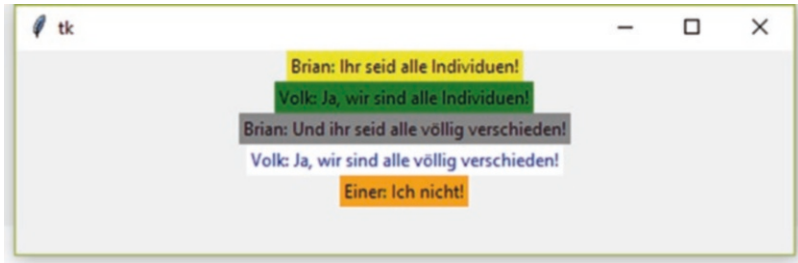 tk
Brian: Ihr seid alle Individuen!
Volk: Ja, wir sind alle Individuen!
Brian: Und ihr seid alle völlig verschieden!
Volk: Ja, wir sind alle völlig verschieden!
Einer: Ich nicht!